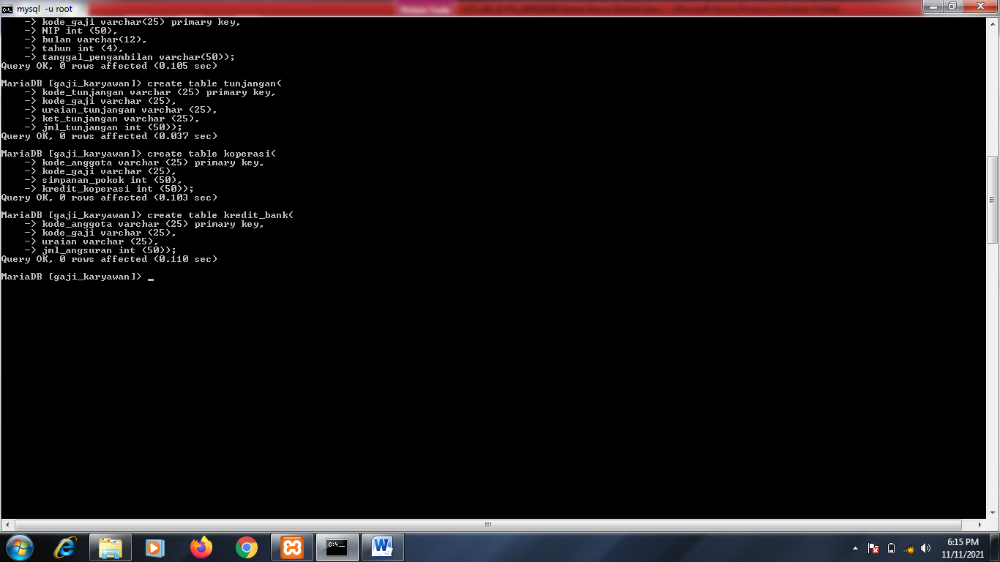 mysql -u root
    -> kode_gaji varchar(25) primary key,
    -> NIP int (50),
    -> bulan varchar(12),
    -> tahun int (4),
    -> tanggal_pengambilan varchar(50));
Query OK, 0 rows affected (0.105 sec)
MariaDB [gaji_karyawan]> create table tunjangan(
    -> kode_tunjangan varchar (25) primary key,
    -> kode_gaji varchar (25),
    -> uraian_tunjangan varchar (25),
    -> ket_tunjangan varchar (25),
    -> jml_tunjangan int (50));
Query OK, 0 rows affected (0.037 sec)
MariaDB [gaji_karyawan]> create table koperasi(
    -> kode_anggota varchar (25) primary key,
    -> kode_gaji varchar (25),
    -> simpanan_pokok int (50),
    -> kredit_koperasi int (50));
Query OK, 0 rows affected (0.103 sec)
MariaDB [gaji_karyawan]> create table kredit_bank(
    -> kode_anggota varchar (25) primary key,
    -> kode_gaji varchar (25),
    -> uraian varchar (25),
    -> jml_angsuran int (50));
Query OK, 0 rows affected (0.110 sec)
MariaDB [gaji_karyawan]> _
6:15 PM
11/11/2021